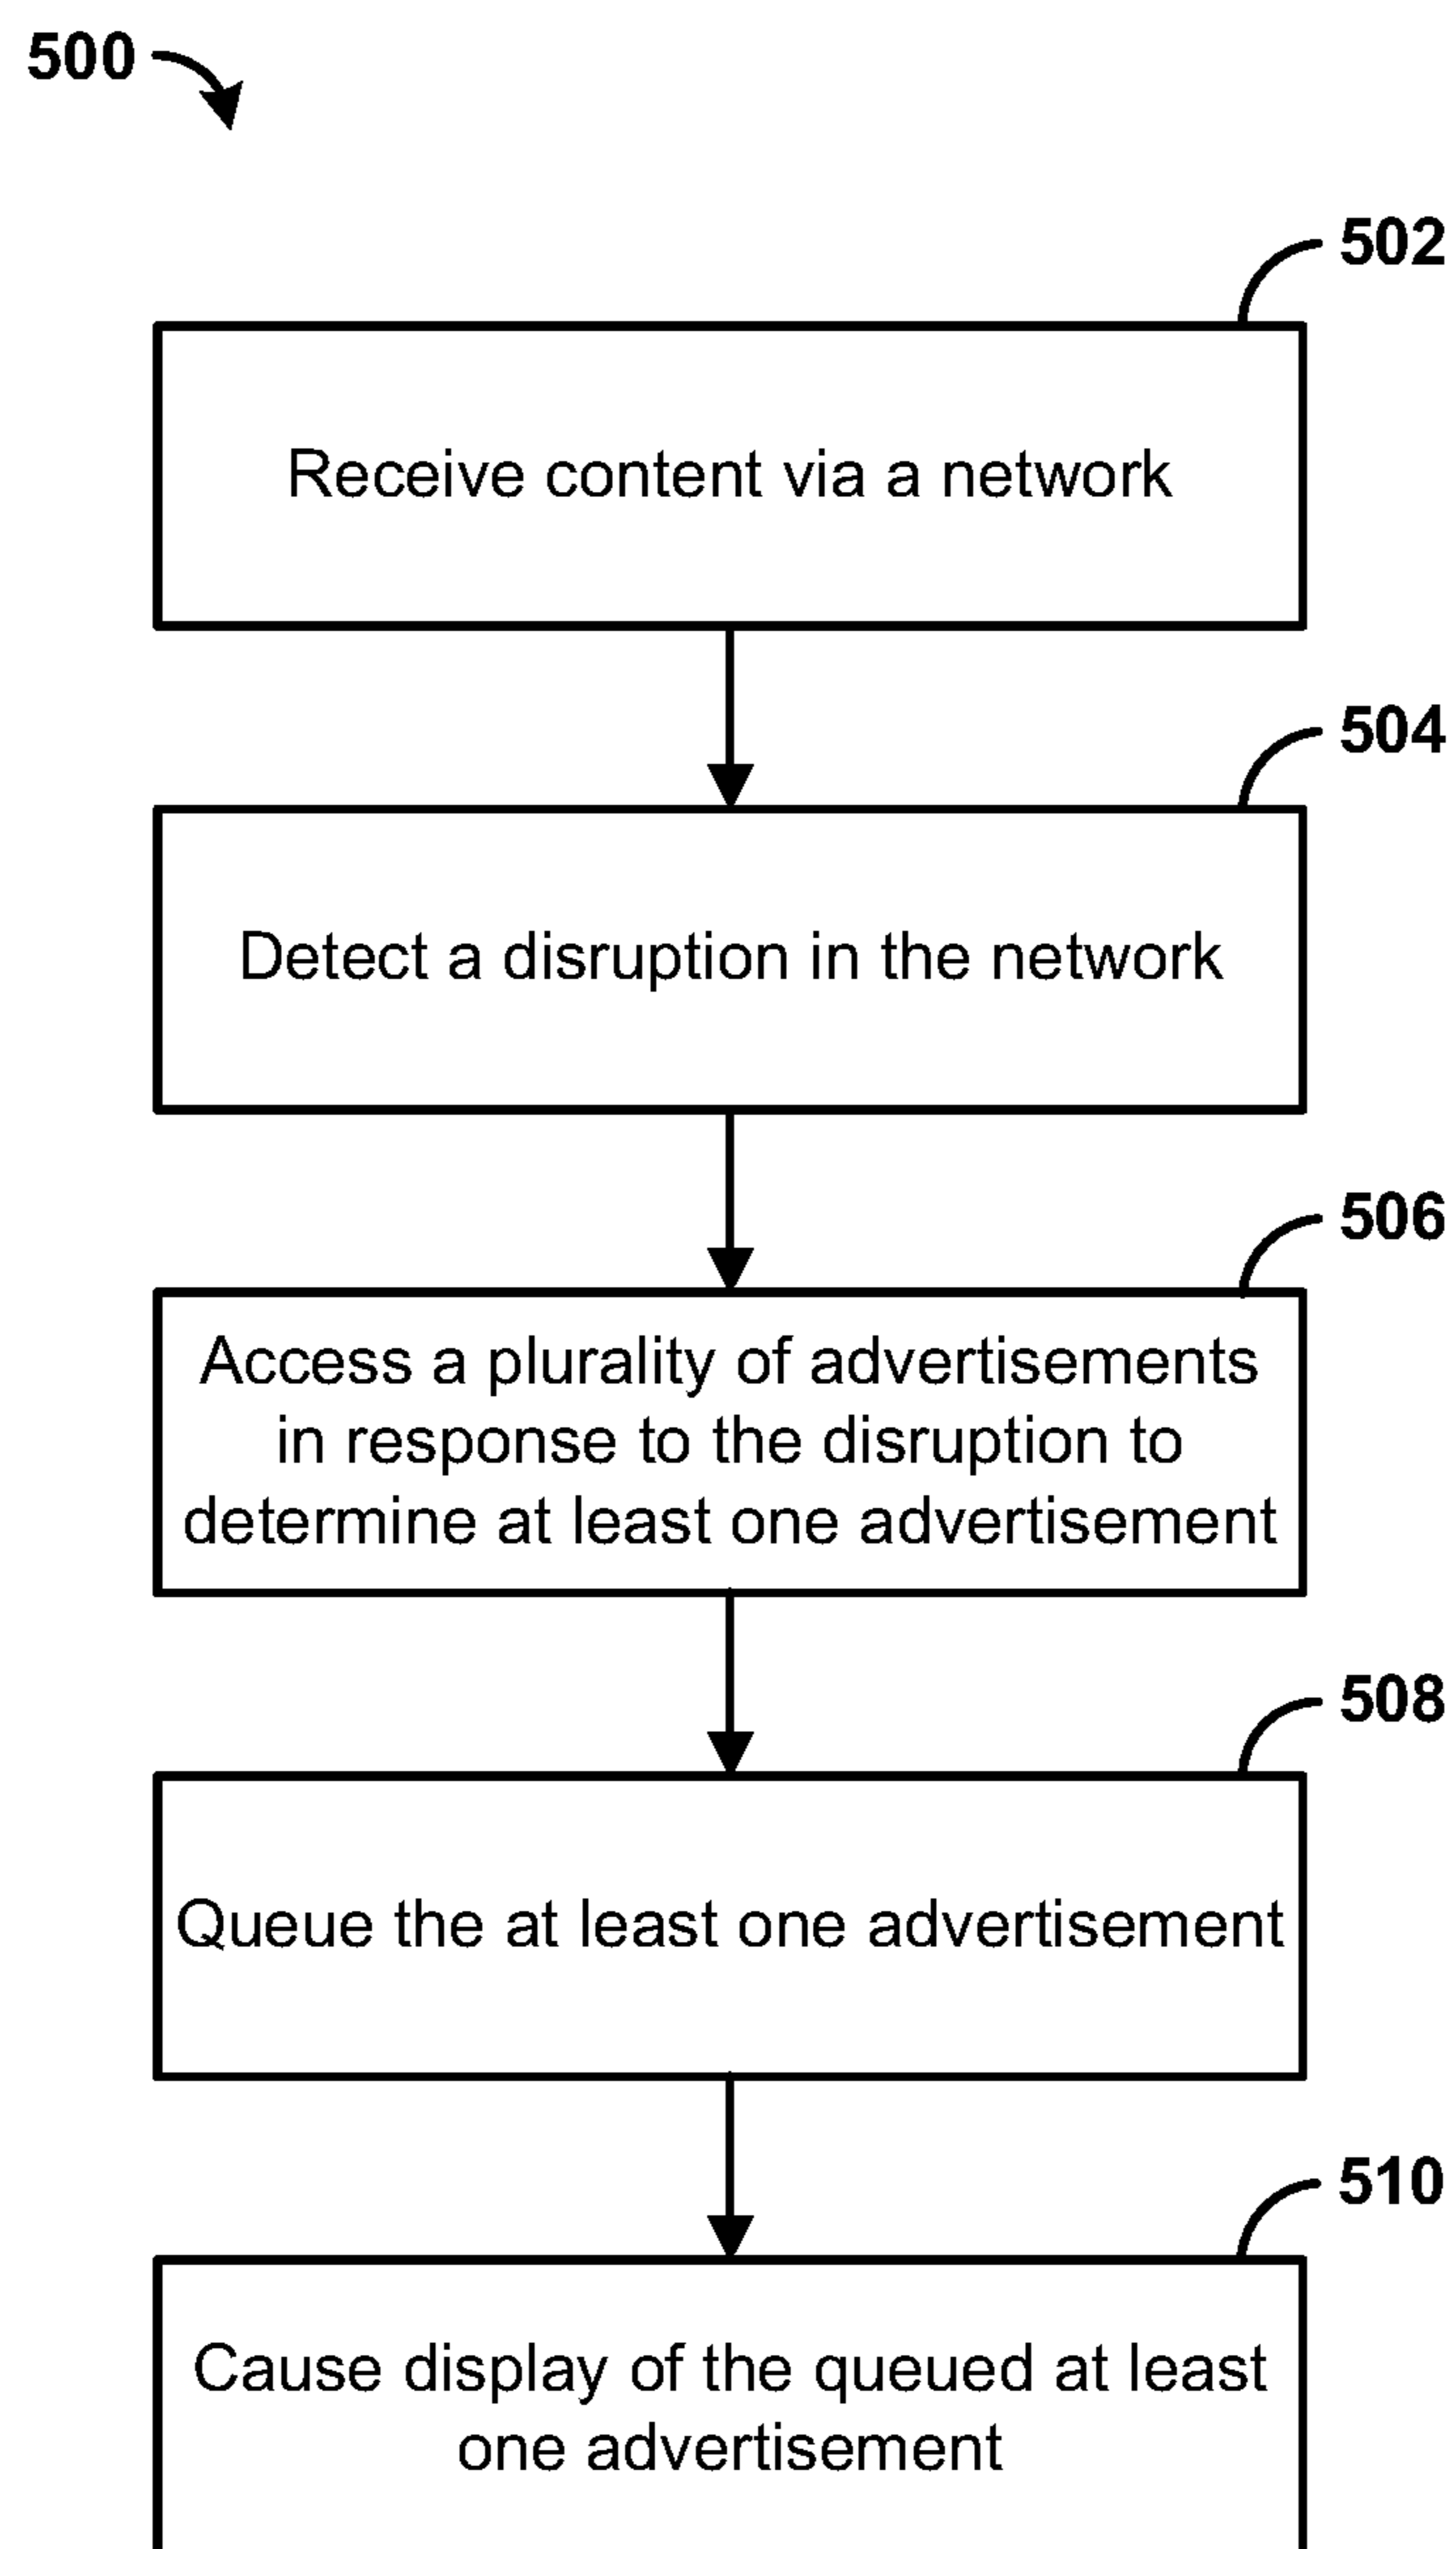 500
502
Receive content via a network
504
Detect a disruption in the network
506
Access a plurality of advertisements
in response to the disruption to
determine at least one advertisement
508
Queue the at least one advertisement
510
Cause display of the queued at least
one advertisement